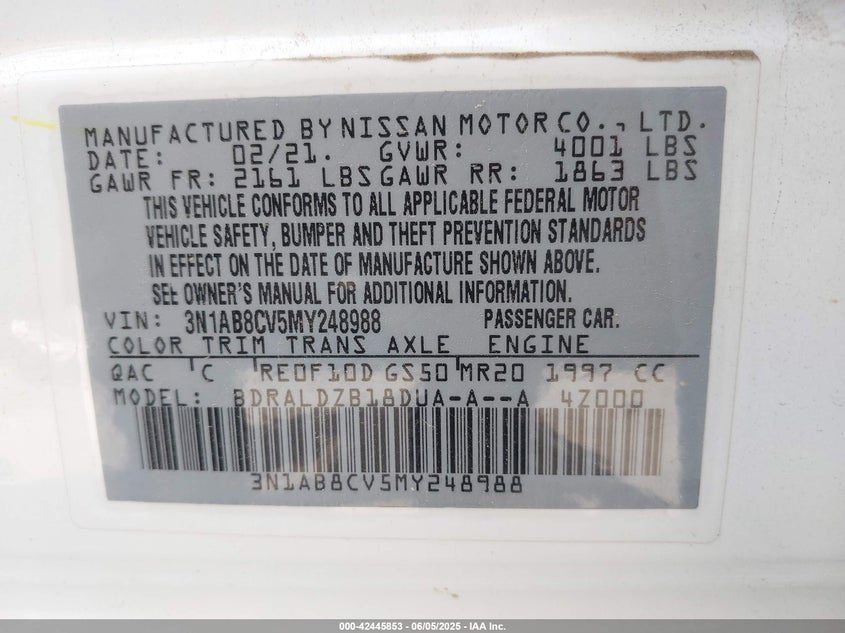 MANUFACTURED BY NISSAN MOTOR CO., LTD.
DATE: 02/21. GVWR: 4001 LBS
GAWR FR: 2161 LBS GAWR RR: 1863 LBS
THIS VEHICLE CONFORMS TO ALL APPLICABLE FEDERAL MOTOR
VEHICLE SAFETY, BUMPER AND THEFT PREVENTION STANDARDS
IN EFFECT ON THE DATE OF MANUFACTURE SHOWN ABOVE.
SEE OWNER'S MANUAL FOR ADDITIONAL INFORMATION.
VIN: 3N1AB8CV5MY248988 PASSENGER CAR.
COLOR TRIM TRANS AXLE ENGINE
QAC C RE0F10D GS50 MR20 1997 CC
MODEL: BDRALDZB18DUA-A--A 4Z000
3N1AB8CV5MY248988
000-42445853 - 06/05/2025 - IAA Inc.